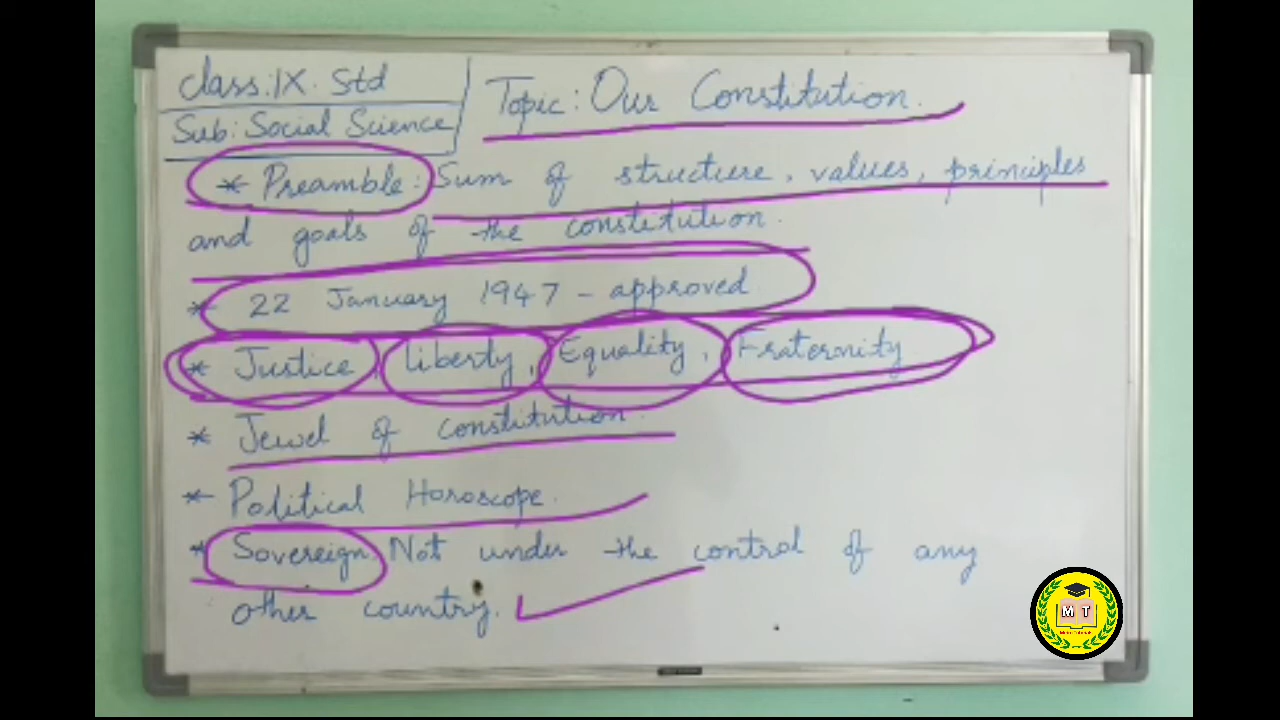 Class: IX. Std
Sub: Social Science
Topic: Our Constitution.
* Preamble: Sum of structure, values, principles
and goals of the constitution.
* 22 January 1947 - approved
* Justice, Liberty, Equality, Fraternity
* Jewel of constitution.
* Political Horoscope.
* Sovereign: Not under the control of any
other country.
M T